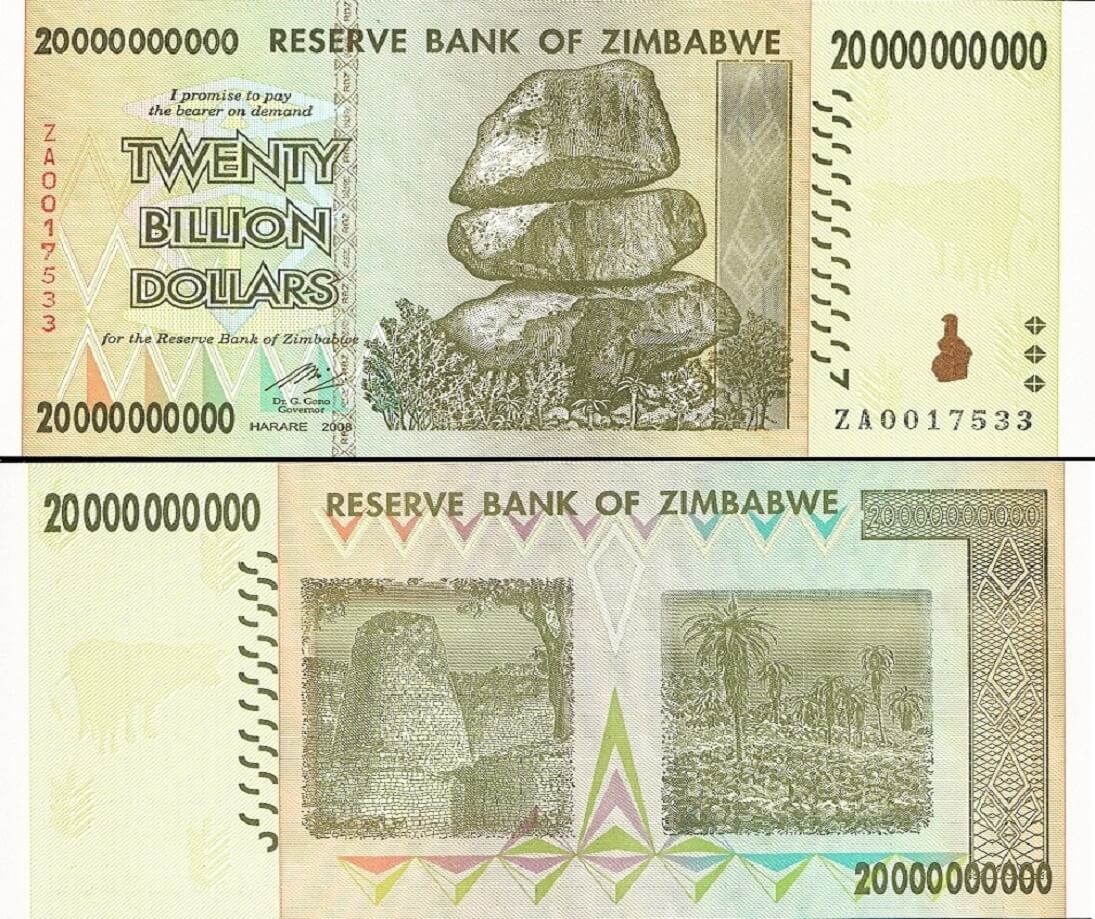 20000000000 RESERVE BANK OF ZIMBABWE 20000000000
I promise to pay
the bearer on demand
TWENTY
BILLION
DOLLARS
ZA0017533
for the Reserve Bank of Zimbabwe
Dr. G. Gono
Governor
20000000000 HARARE 2008
ZA0017533
20000000000 RESERVE BANK OF ZIMBABWE 20000000000
20000000000